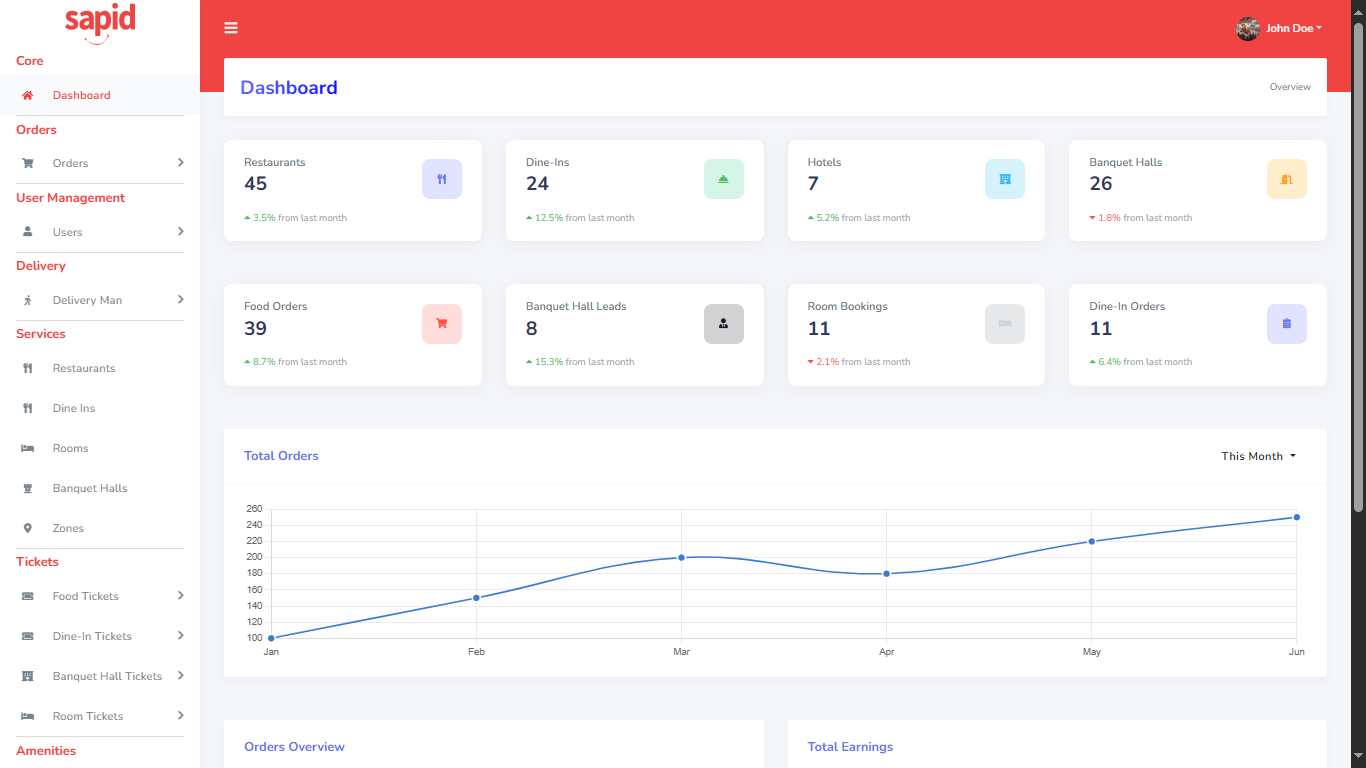 sapid
Core
Dashboard
Orders
Orders
User Management
Users
Delivery
Delivery Man
Services
Restaurants
Dine Ins
Rooms
Banquet Halls
Zones
Tickets
Food Tickets
Dine-In Tickets
Banquet Hall Tickets
Room Tickets
Amenities
John Doe
Dashboard
Overview
Restaurants
45
3.5% from last month
Dine-Ins
24
12.5% from last month
Hotels
7
5.2% from last month
Banquet Halls
26
1.8% from last month
Food Orders
39
8.7% from last month
Banquet Hall Leads
8
15.3% from last month
Room Bookings
11
2.1% from last month
Dine-In Orders
11
6.4% from last month
Total Orders
This Month
260
240
220
200
180
160
140
120
100
Jan Feb Mar Apr May Jun
Orders Overview
Total Earnings